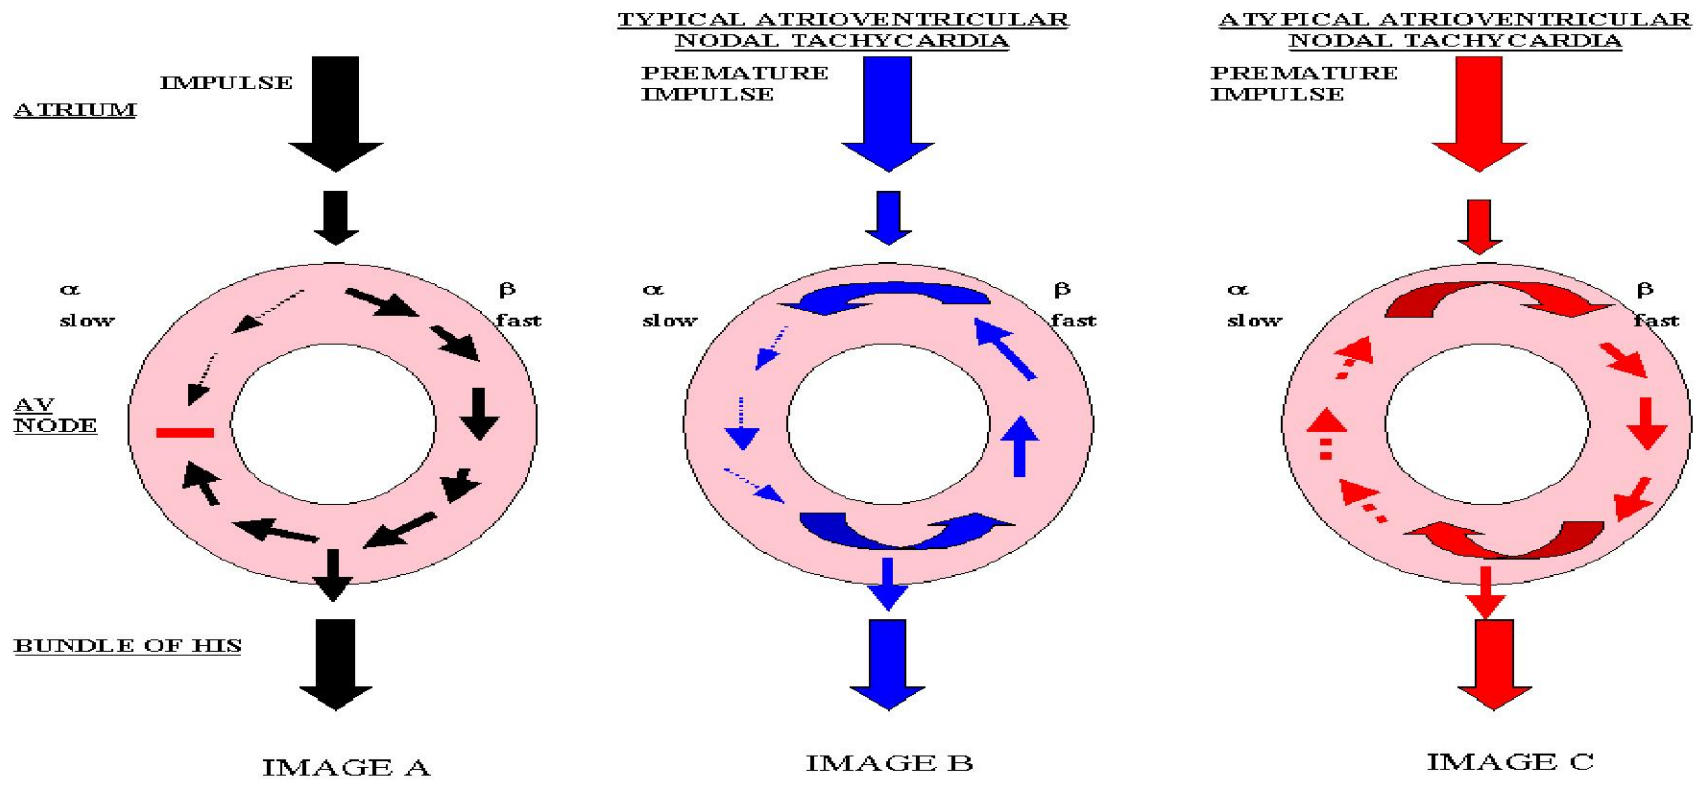 TYPICAL ATRIOVENTRICULAR
NODAL TACHYCARDIA
ATYPICAL ATRIOVENTRICULAR
NODAL TACHYCARDIA
IMPULSE
ATRIUM
PREMATURE
IMPULSE
PREMATURE
IMPULSE
α
slow
β
fast
α
slow
β
fast
α
slow
β
fast
AV
NODE
BUNDLE OF HIS
IMAGE A
IMAGE B
IMAGE C